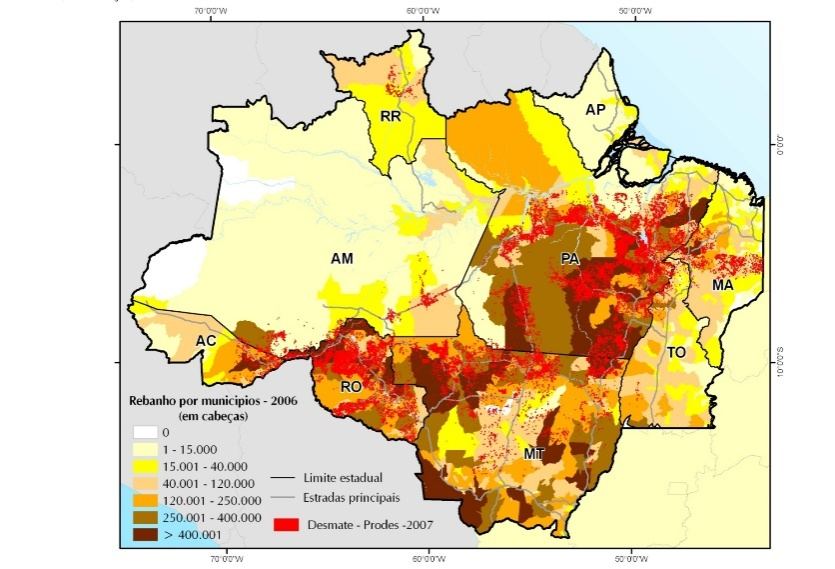 70°0'0"W 60°0'0"W 50°0'0"W
AP
RR
0°0'0"
AM
PA
MA
AC
TO
10°0'0"S
RO
MT
Rebanho por municipios - 2006
(em cabeças)
0
1 - 15.000
15.001 - 40.000
40.001 - 120.000
120.001 - 250.000
250.001 - 400.000
> 400.001
Limite estadual
Estradas principais
Desmate - Prodes -2007
70°0'0"W 60°0'0"W 50°0'0"W